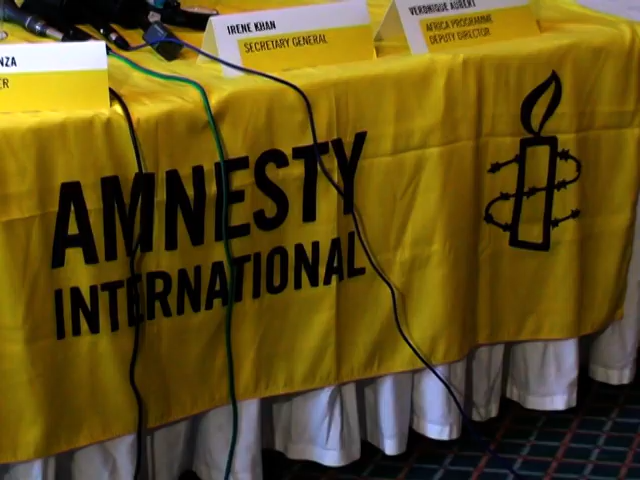 IRENE KHAN
SECRETARY GENERAL
VERONIQUE AUBERT
AFRICA PROGRAMME
DEPUTY DIRECTOR
NZA
ER
AMNESTY
INTERNATIONAL